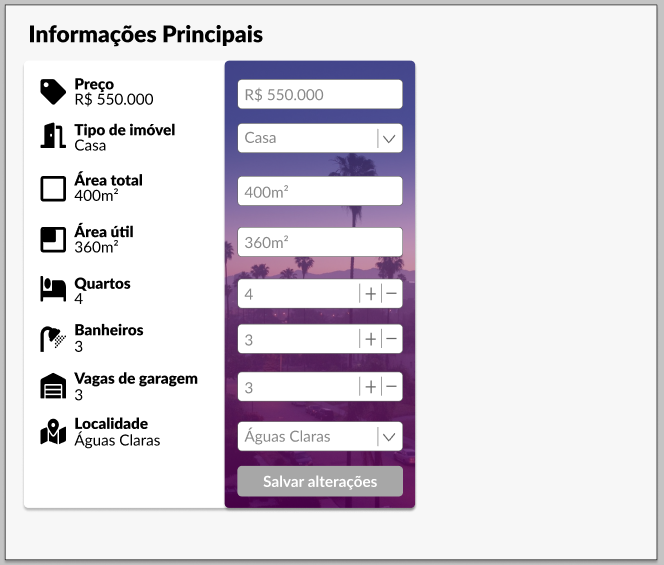 Informações Principais
Preço
R$ 550.000
R$ 550.000
Tipo de imóvel
Casa
Casa
Área total
400m²
400m²
Área útil
360m²
360m²
Quartos
4
4
Banheiros
3
3
Vagas de garagem
3
3
Localidade
Águas Claras
Águas Claras
Salvar alterações